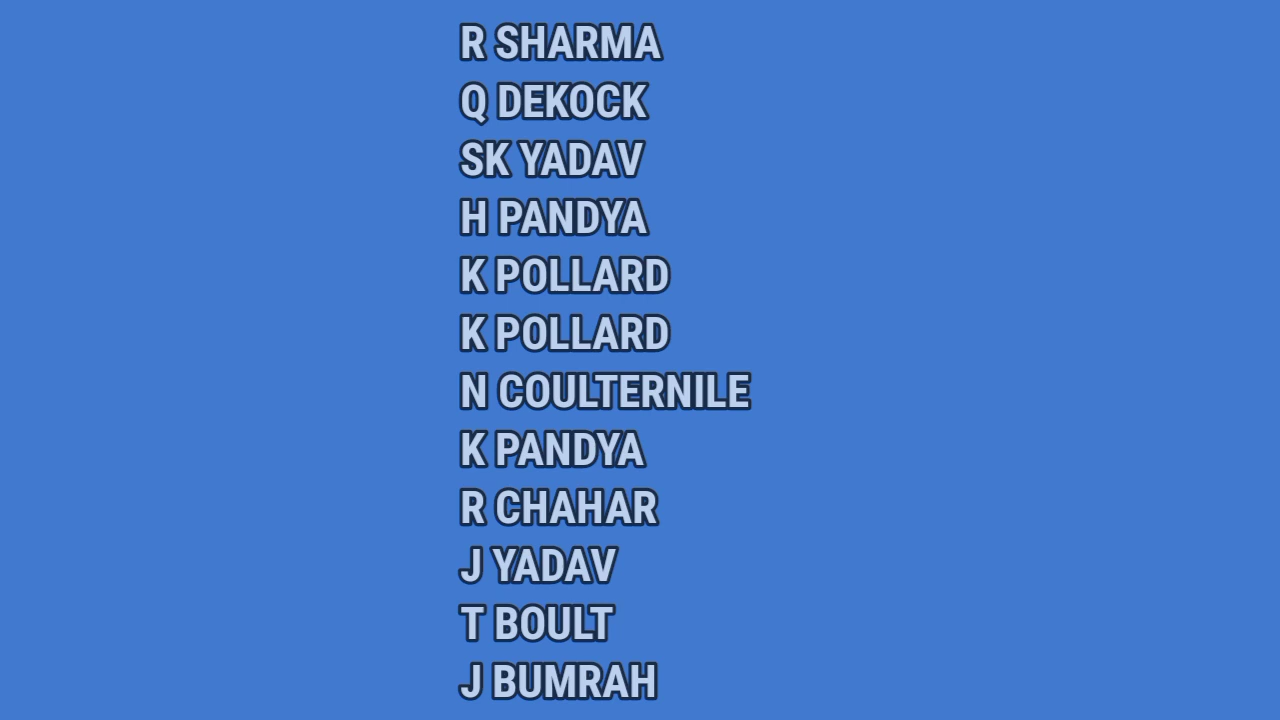 R SHARMA
Q DEKOCK
SK YADAV
H PANDYA
K POLLARD
K POLLARD
N COULTERNILE
K PANDYA
R CHAHAR
J YADAV
T BOULT
J BUMRAH